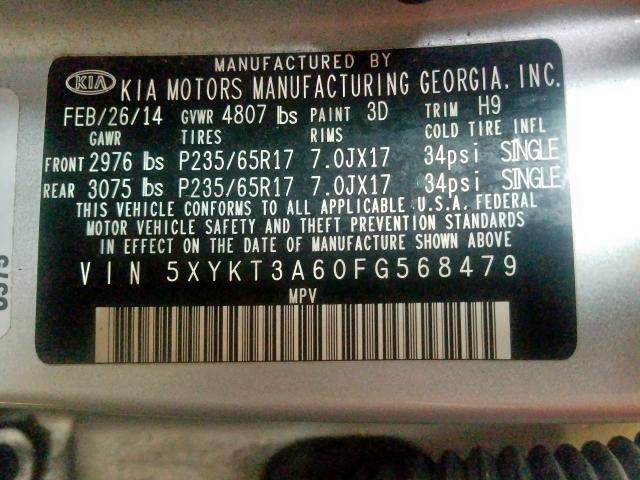 MANUFACTURED BY
KIA KIA MOTORS MANUFACTURING GEORGIA, INC.
FEB/26/14 GVWR 4807 lbs PAINT 3D TRIM H9
GAWR TIRES RIMS COLD TIRE INFL
FRONT 2976 lbs P235/65R17 7.0JX17 34psi SINGLE
REAR 3075 lbs P235/65R17 7.0JX17 34psi SINGLE
THIS VEHICLE CONFORMS TO ALL APPLICABLE U.S.A. FEDERAL
MOTOR VEHICLE SAFETY AND THEFT PREVENTION STANDARDS
IN EFFECT ON THE DATE OF MANUFACTURE SHOWN ABOVE
VIN 5XYKT3A60FG568479
MPV